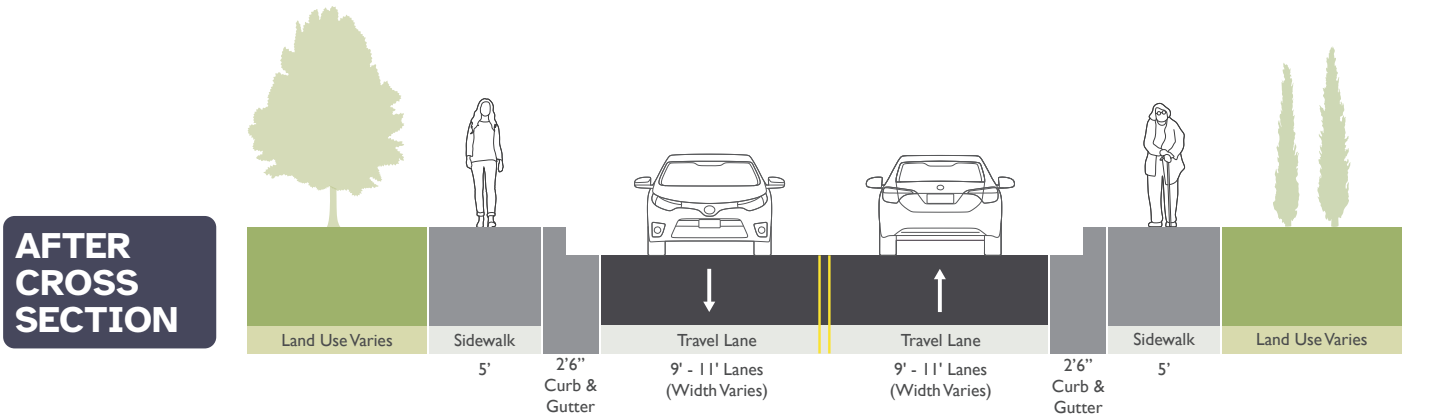 AFTER
CROSS
SECTION
Land Use Varies
Sidewalk
Travel Lane
Travel Lane
Sidewalk
Land Use Varies
5’
2’6”
Curb &
Gutter
9' - 11' Lanes
(Width Varies)
9' - 11' Lanes
(Width Varies)
2’6”
Curb &
Gutter
5’